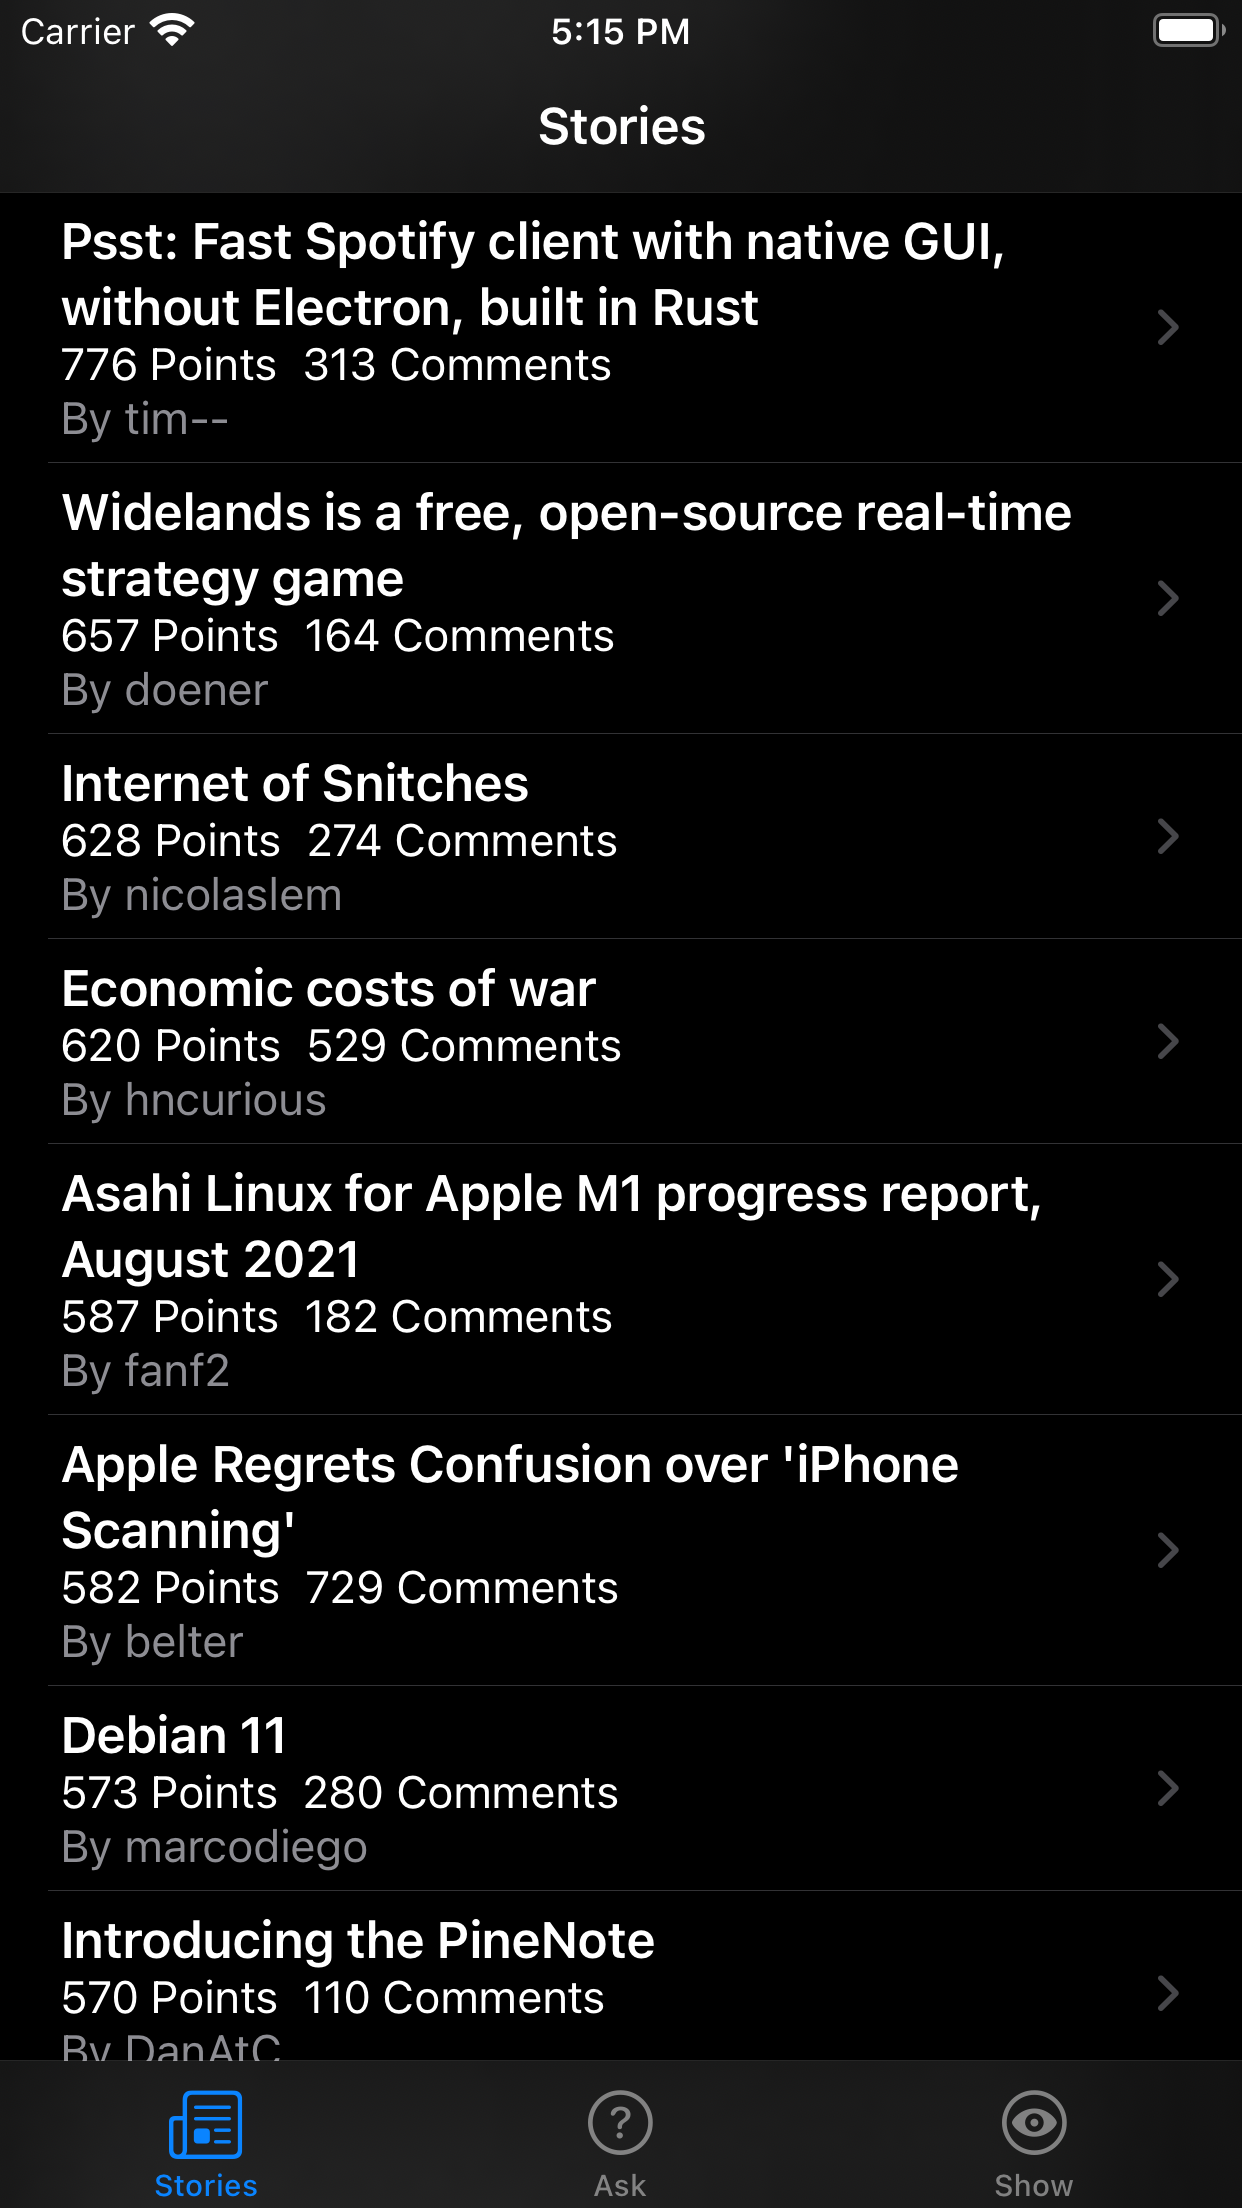 Carrier 5:15 PM
Stories
Psst: Fast Spotify client with native GUI,
without Electron, built in Rust
776 Points 313 Comments
By tim--
Widelands is a free, open-source real-time
strategy game
657 Points 164 Comments
By doener
Internet of Snitches
628 Points 274 Comments
By nicolaslem
Economic costs of war
620 Points 529 Comments
By hncurious
Asahi Linux for Apple M1 progress report,
August 2021
587 Points 182 Comments
By fanf2
Apple Regrets Confusion over 'iPhone
Scanning'
582 Points 729 Comments
By belter
Debian 11
573 Points 280 Comments
By marcodiego
Introducing the PineNote
570 Points 110 Comments
By DanAtC
Stories Ask Show